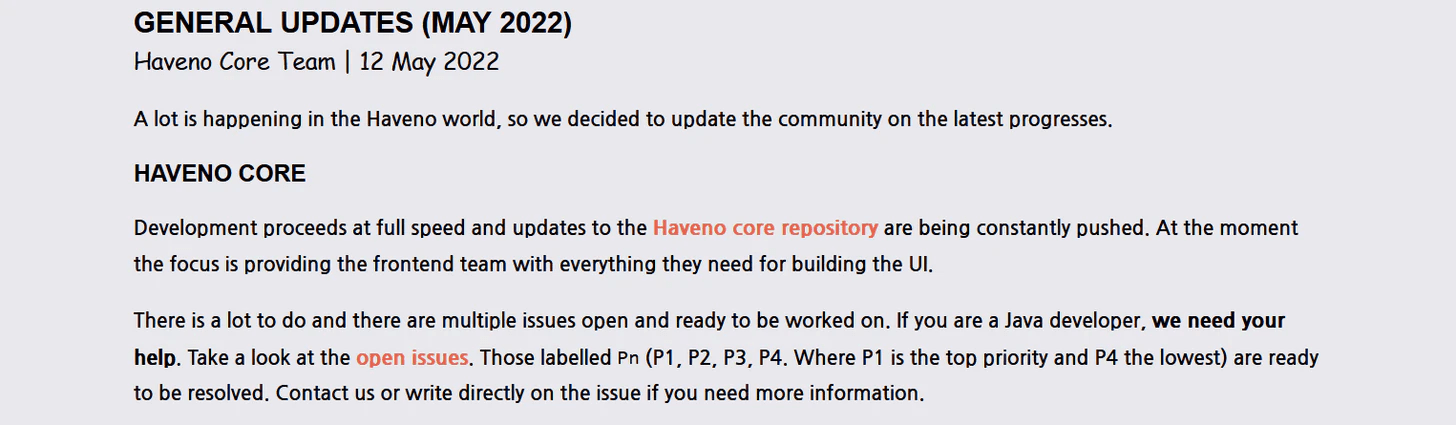 GENERAL UPDATES (MAY 2022)
Haveno Core Team | 12 May 2022
A lot is happening in the Haveno world, so we decided to update the community on the latest progresses.
HAVENO CORE
Development proceeds at full speed and updates to the Haveno core repository are being constantly pushed. At the moment
the focus is providing the frontend team with everything they need for building the UI.
There is a lot to do and there are multiple issues open and ready to be worked on. If you are a Java developer, we need your
help. Take a look at the open issues. Those labelled Pn (P1, P2, P3, P4. Where P1 is the top priority and P4 the lowest) are ready
to be resolved. Contact us or write directly on the issue if you need more information.